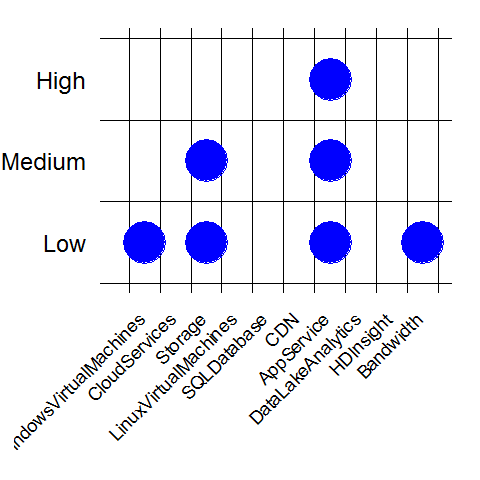 High
Medium
Low
ndowsVirtualMachines
CloudServices
Storage
LinuxVirtualMachines
SQLDatabase
CDN
AppService
DataLakeAnalytics
HDInsight
Bandwidth